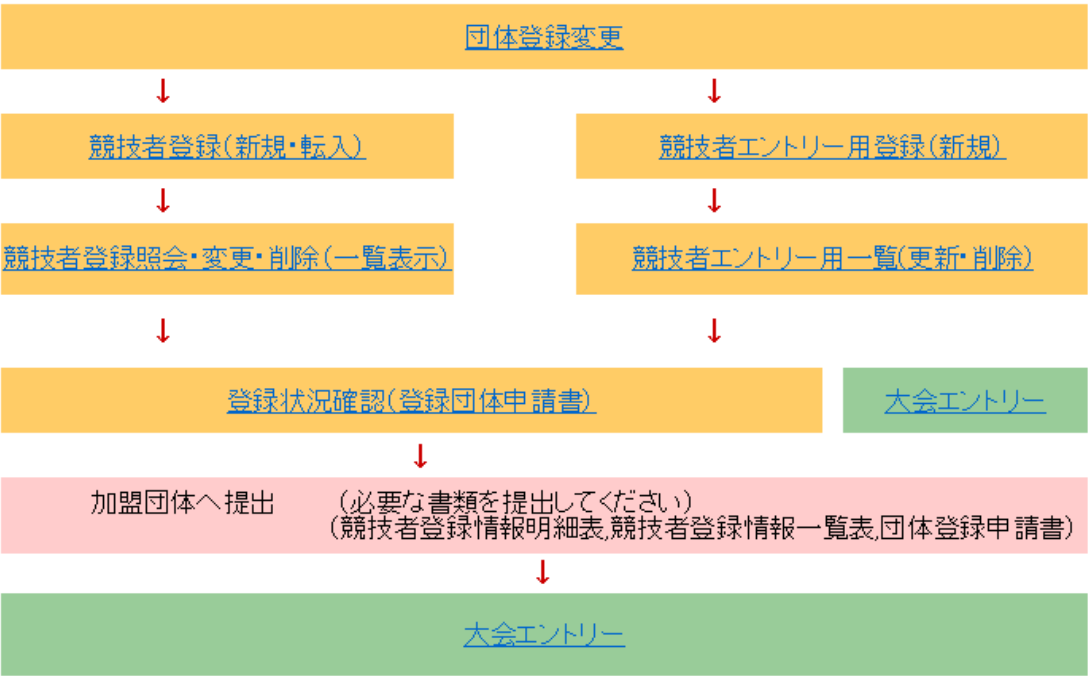 団体登録変更
↓ ↓
競技者登録(新規・転入) 競技者エントリー用登録(新規)
↓ ↓
競技者登録照会・変更・削除(一覧表示) 競技者エントリー用一覧(更新・削除)
↓ ↓
登録状況確認(登録団体申請書) 大会エントリー
↓
加盟団体へ提出 (必要な書類を提出してください)
(競技者登録情報明細表,競技者登録情報一覧表,団体登録申請書)
↓
大会エントリー